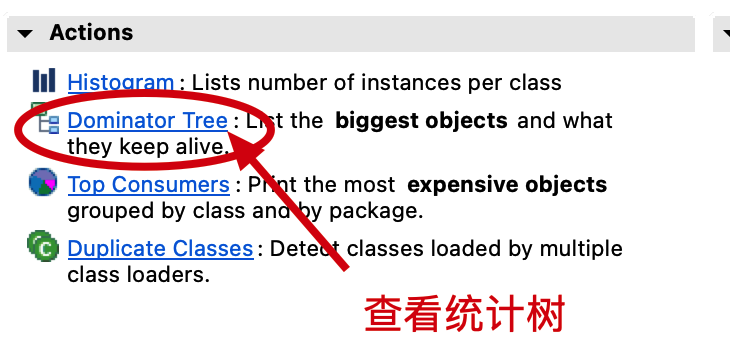 Actions
Histogram : Lists number of instances per class
Dominator Tree : List the biggest objects and what
they keep alive.
Top Consumers : Print the most expensive objects
grouped by class and by package.
Duplicate Classes : Detect classes loaded by multiple
class loaders.
查看统计树